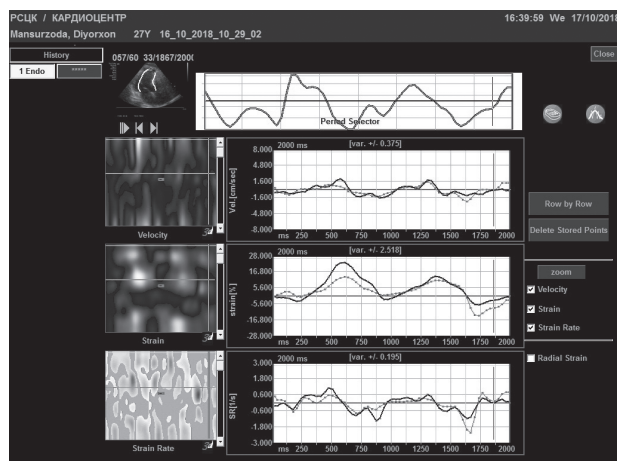 РСЦК / КАРДИОЦЕНТР
16:39:59 We 17/10/2018
Mansurzoda, Diyorxon 27Y 16_10_2018_10_29_02
History
057/60 33/1867/2000
Close
1 Endo *****
Period Selector
2000 ms [var. +/- 0.375]
Vel.[cm/sec]
8.000
4.800
1.600
-1.600
-4.800
-8.000
ms 250 500 750 1000 1250 1500 1750 2000
Velocity
Row by Row
Delete Stored Points
2000 ms [var. +/- 2.518]
strain[%]
28.000
16.800
5.600
-5.600
-16.800
-28.000
ms 250 500 750 1000 1250 1500 1750 2000
Strain
zoom
Velocity
Strain
Strain Rate
Radial Strain
2000 ms [var. +/- 0.195]
SR[1/s]
3.000
1.800
0.600
-0.600
-1.800
-3.000
ms 250 500 750 1000 1250 1500 1750 2000
Strain Rate